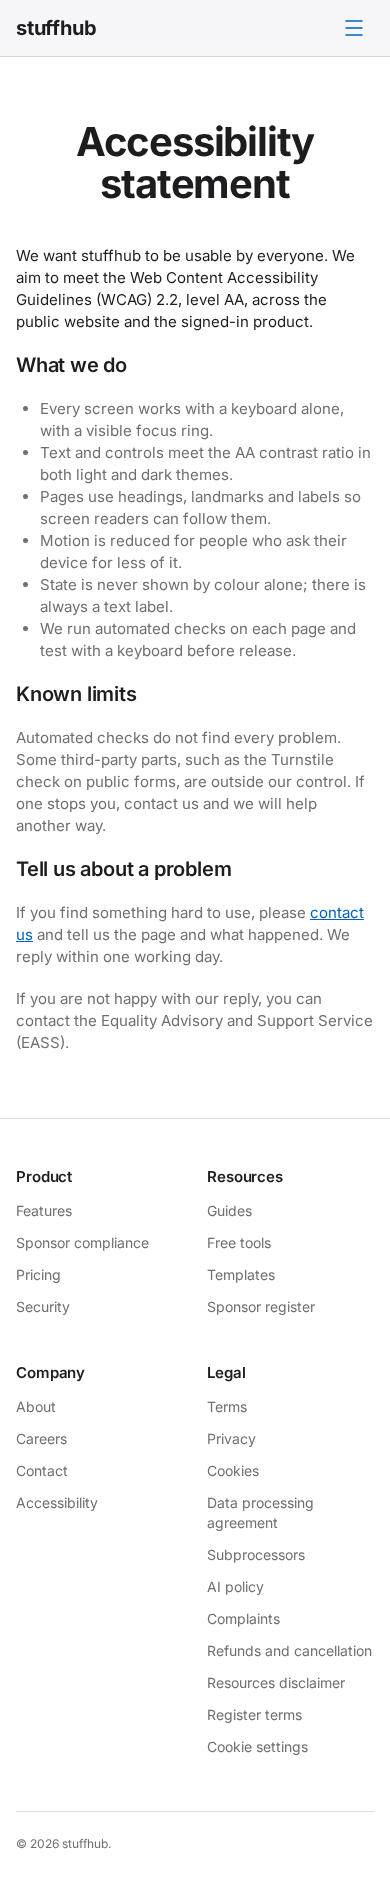 stuffhub
Accessibility
statement
We want stuffhub to be usable by everyone. We
aim to meet the Web Content Accessibility
Guidelines (WCAG) 2.2, level AA, across the
public website and the signed-in product.
What we do
• Every screen works with a keyboard alone,
with a visible focus ring.
• Text and controls meet the AA contrast ratio in
both light and dark themes.
• Pages use headings, landmarks and labels so
screen readers can follow them.
• Motion is reduced for people who ask their
device for less of it.
• State is never shown by colour alone; there is
always a text label.
• We run automated checks on each page and
test with a keyboard before release.
Known limits
Automated checks do not find every problem.
Some third-party parts, such as the Turnstile
check on public forms, are outside our control. If
one stops you, contact us and we will help
another way.
Tell us about a problem
If you find something hard to use, please contact
us and tell us the page and what happened. We
reply within one working day.
If you are not happy with our reply, you can
contact the Equality Advisory and Support Service
(EASS).
Product
Features
Sponsor compliance
Pricing
Security
Resources
Guides
Free tools
Templates
Sponsor register
Company
About
Careers
Contact
Accessibility
Legal
Terms
Privacy
Cookies
Data processing
agreement
Subprocessors
AI policy
Complaints
Refunds and cancellation
Resources disclaimer
Register terms
Cookie settings
© 2026 stuffhub.